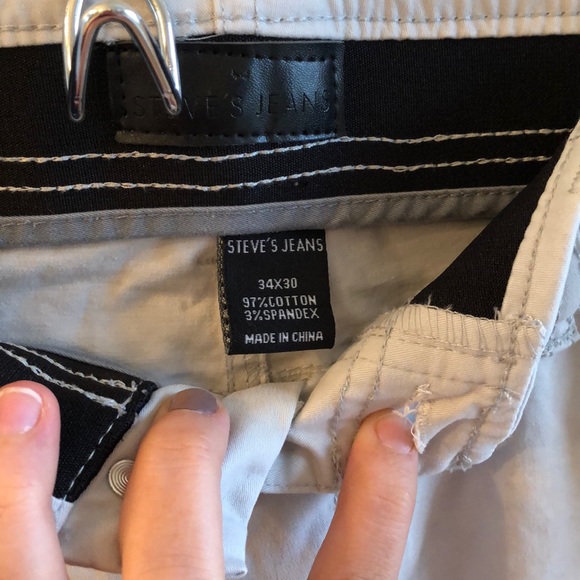 STEVE'S JEANS
STEVE'S JEANS
34X30
97%COTTON
3%SPANDEX
MADE IN CHINA